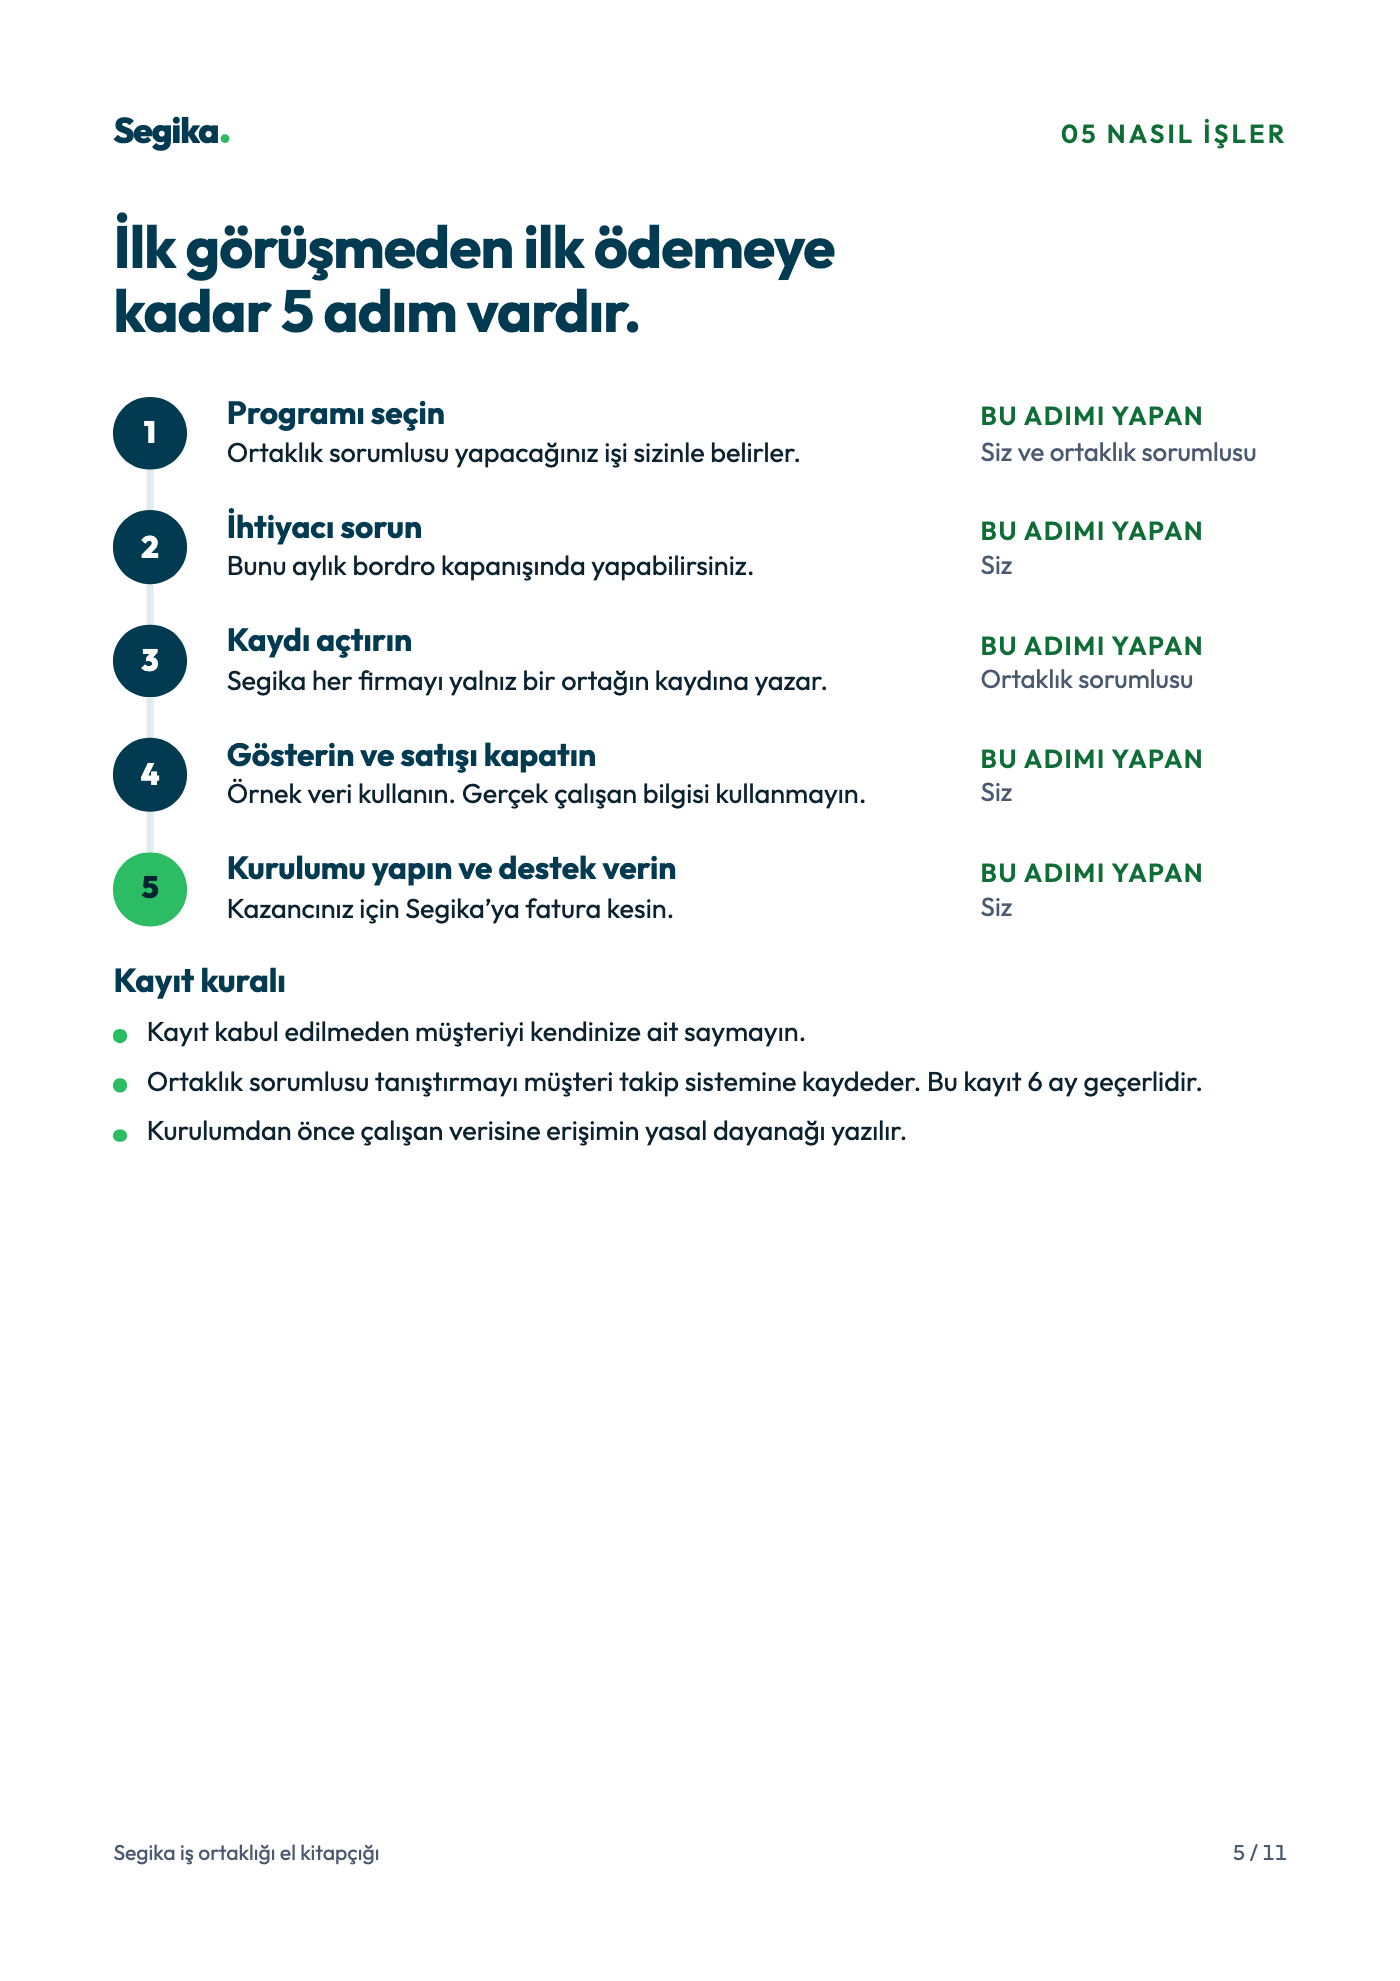 Segika.
05 NASIL İŞLER
İlk görüşmeden ilk ödemeye
kadar 5 adım vardır.
1
Programı seçin
Ortaklık sorumlusu yapacağınız işi sizinle belirler.
BU ADIMI YAPAN
Siz ve ortaklık sorumlusu
2
İhtiyacı sorun
Bunu aylık bordro kapanışında yapabilirsiniz.
BU ADIMI YAPAN
Siz
3
Kaydı açtırın
Segika her firmayı yalnız bir ortağın kaydına yazar.
BU ADIMI YAPAN
Ortaklık sorumlusu
4
Gösterin ve satışı kapatın
Örnek veri kullanın. Gerçek çalışan bilgisi kullanmayın.
BU ADIMI YAPAN
Siz
5
Kurulumu yapın ve destek verin
Kazancınız için Segika’ya fatura kesin.
BU ADIMI YAPAN
Siz
Kayıt kuralı
Kayıt kabul edilmeden müşteriyi kendinize ait saymayın.
Ortaklık sorumlusu tanıştırmayı müşteri takip sistemine kaydeder. Bu kayıt 6 ay geçerlidir.
Kurulumdan önce çalışan verisine erişimin yasal dayanağı yazılır.
Segika iş ortaklığı el kitapçığı
5 / 11